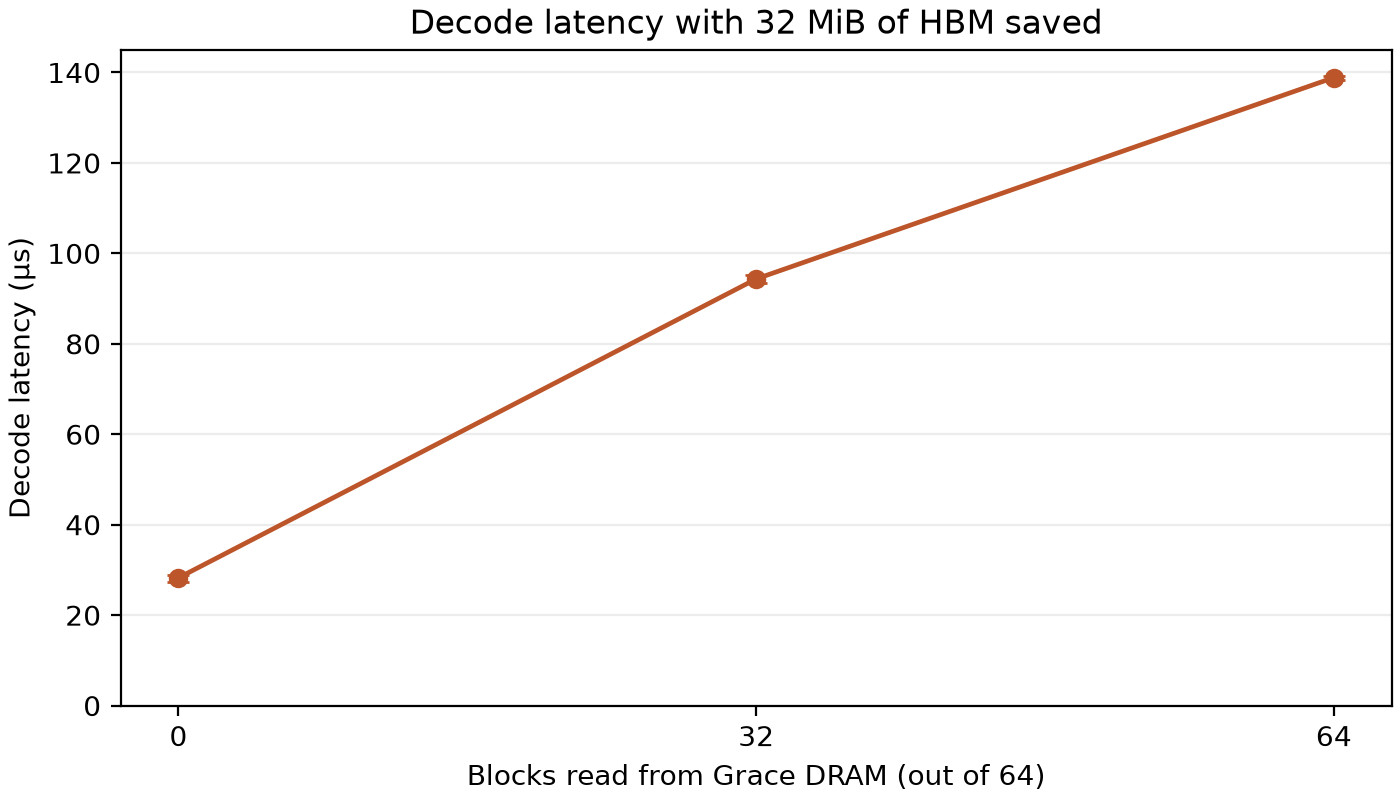 Decode latency with 32 MiB of HBM saved
Decode latency (µs)
140
120
100
80
60
40
20
0
0 32 64
Blocks read from Grace DRAM (out of 64)